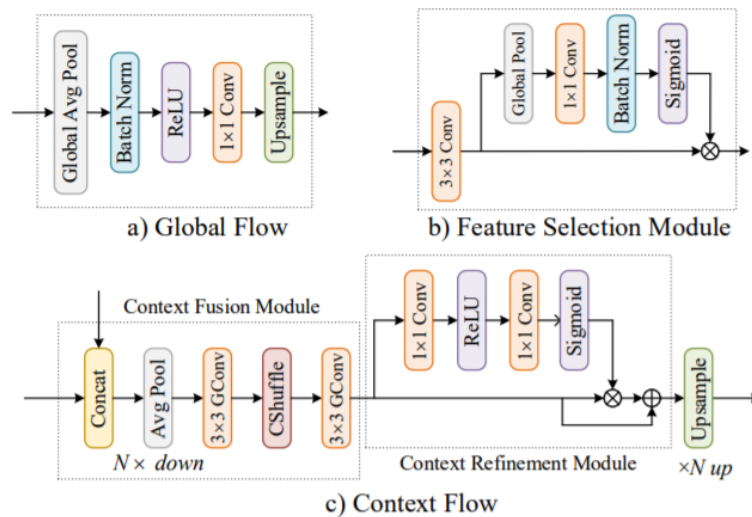 Global Avg Pool
Batch Norm
ReLU
1×1 Conv
Upsample
a) Global Flow
3×3 Conv
Global Pool
1×1 Conv
Batch Norm
Sigmoid
b) Feature Selection Module
Context Fusion Module
Concat
Avg Pool
3×3 GConv
CShuffle
3×3 GConv
N × down
1×1 Conv
ReLU
1×1 Conv
Sigmoid
Context Refinement Module
Upsample
×N up
c) Context Flow